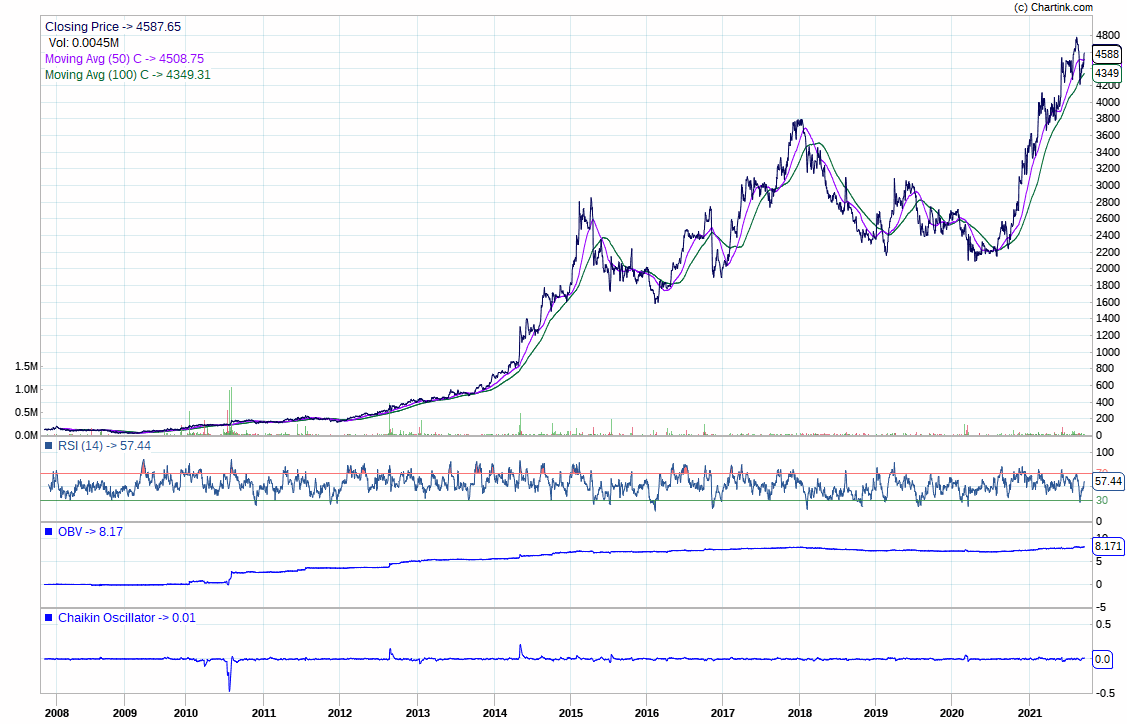 (c) Chartink.com
Closing Price -> 4587.65
Vol: 0.0045M
Moving Avg (50) C -> 4508.75
Moving Avg (100) C -> 4349.31
4800
4588
4349
4200
4000
3800
3600
3400
3200
3000
2800
2600
2400
2200
2000
1800
1600
1400
1200
1000
800
600
400
200
0
1.5M
1.0M
0.5M
0.0M
RSI (14) -> 57.44
100
70
57.44
30
0
OBV -> 8.17
10
8.171
5
0
-5
Chaikin Oscillator -> 0.01
0.5
0.0
-0.5
2008 2009 2010 2011 2012 2013 2014 2015 2016 2017 2018 2019 2020 2021